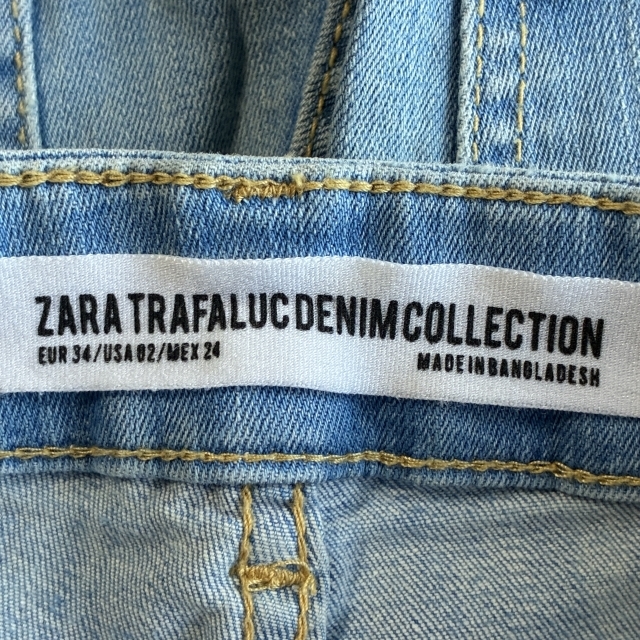 ZARA TRAFALUC DENIM COLLECTION
EUR 34/USA 02/MEX 24
MADE IN BANGLADESH